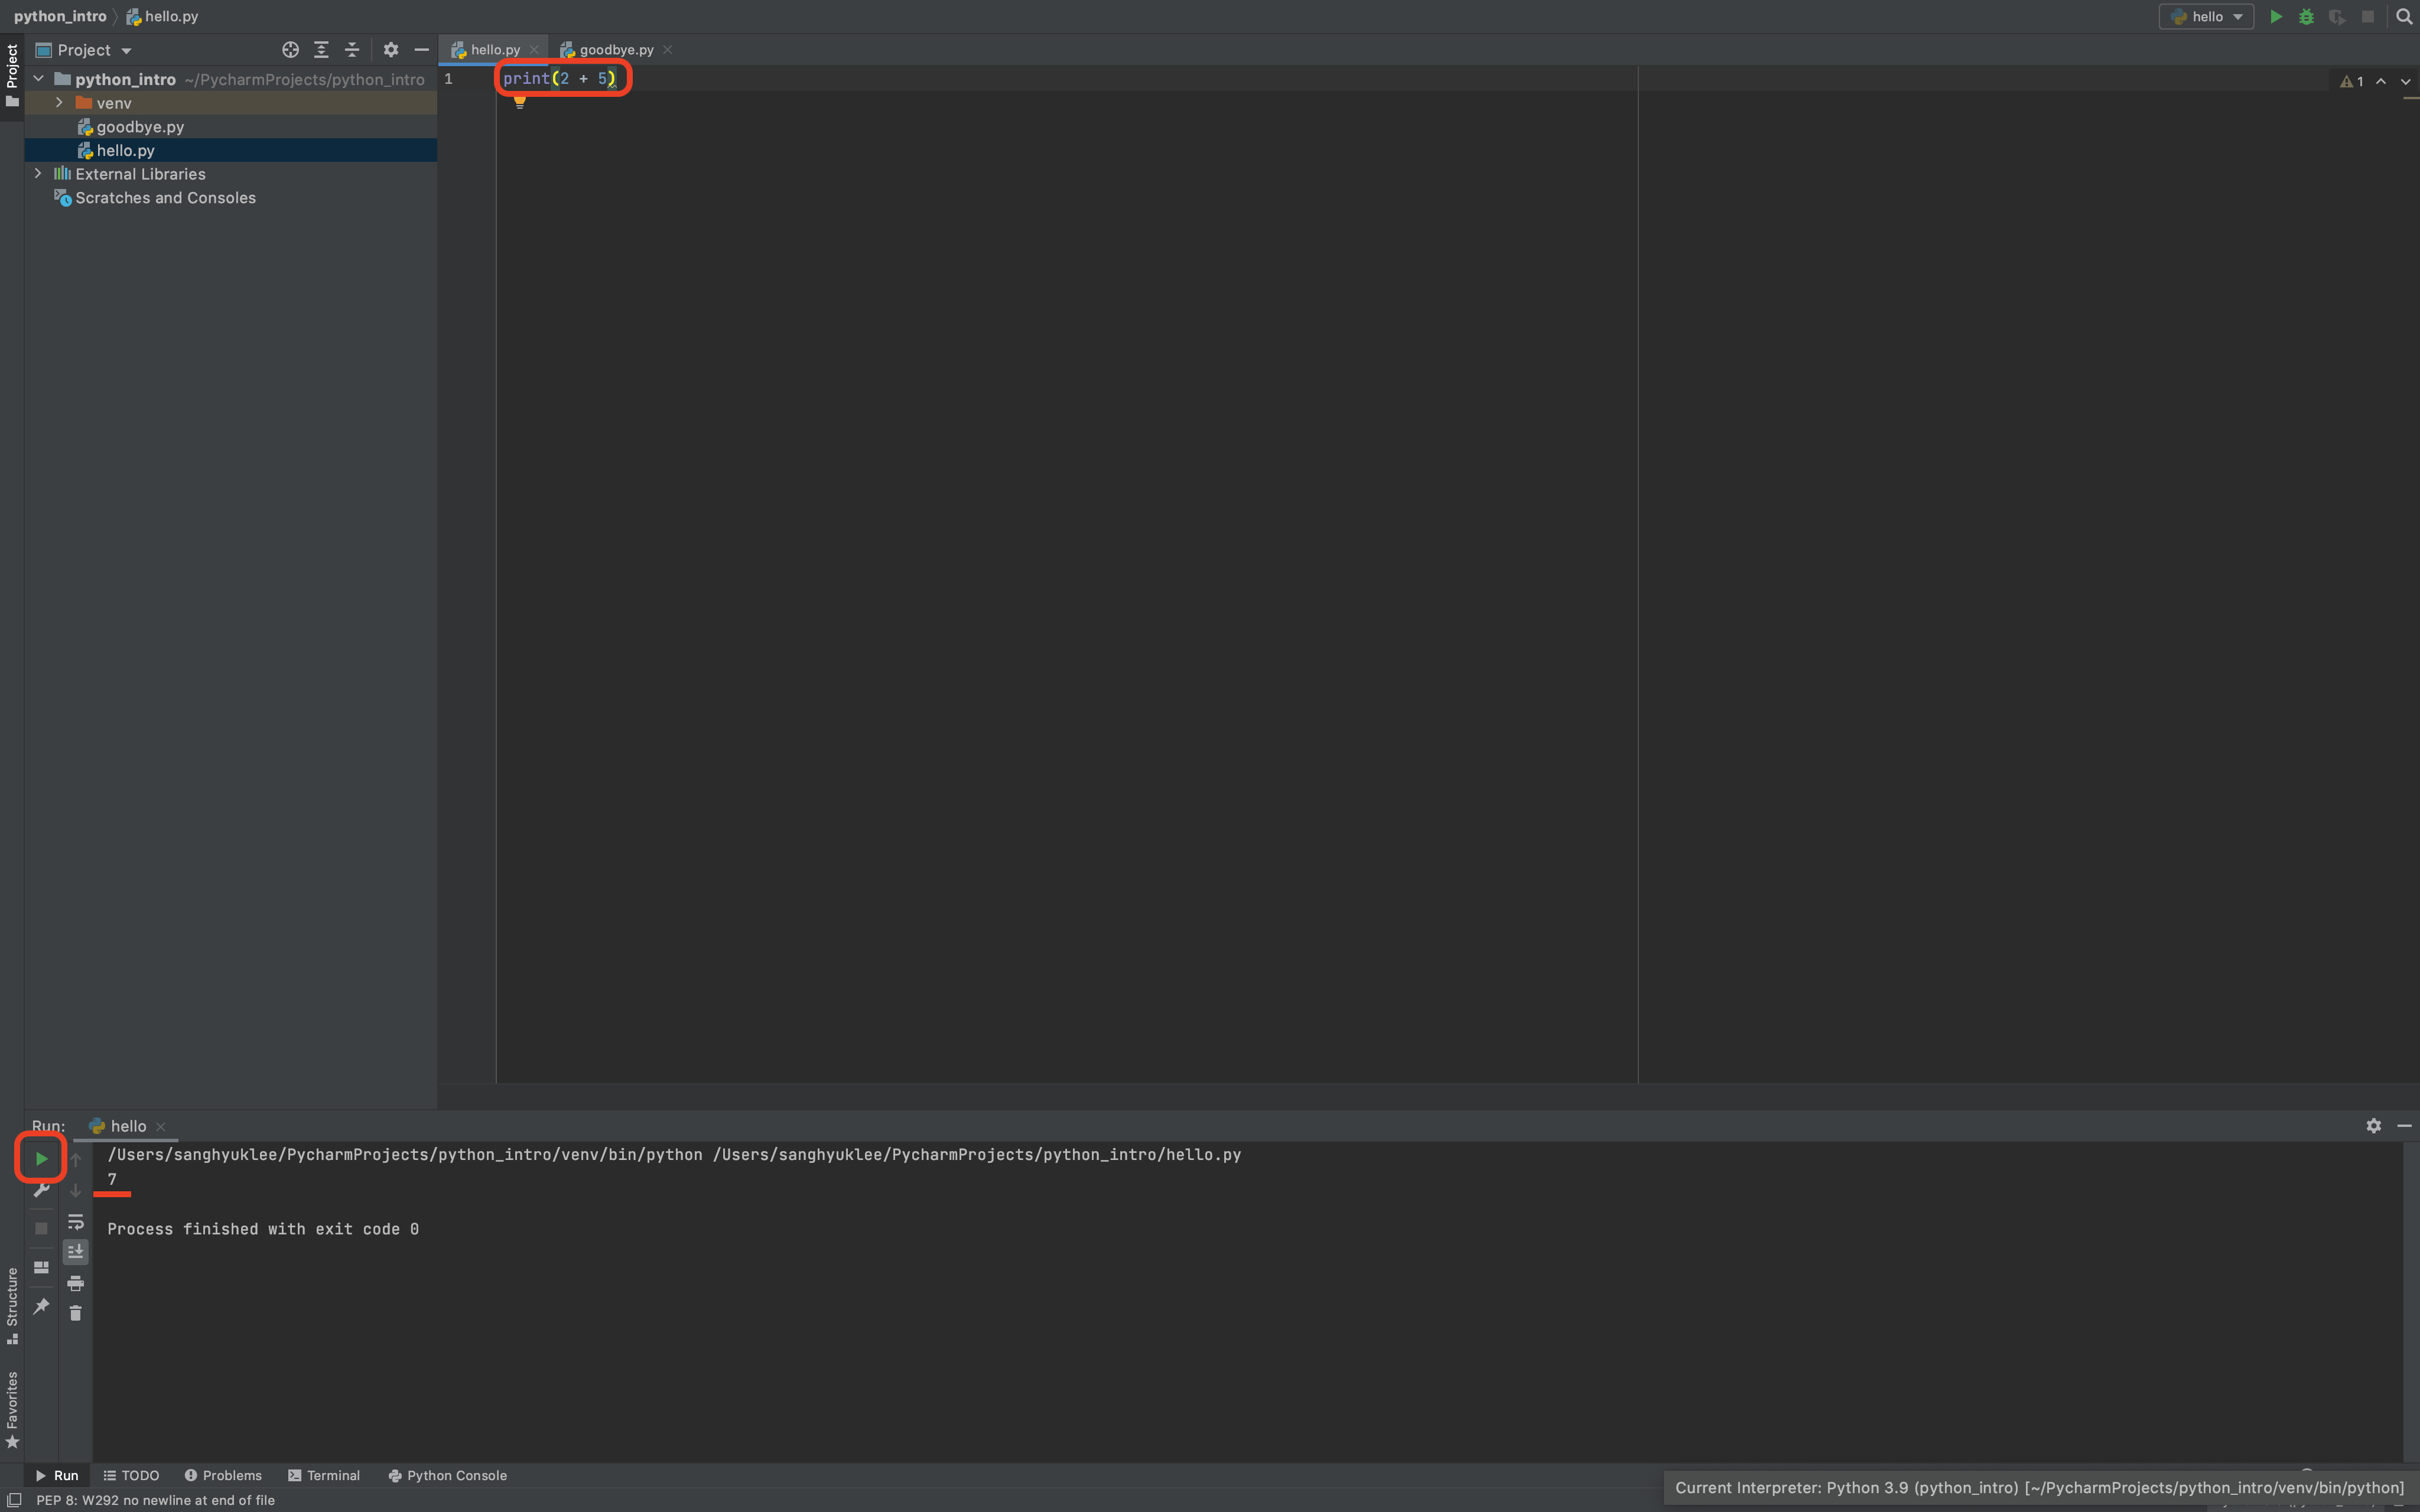 python_intro hello.py hello
Project
Project
hello.py goodbye.py
python_intro ~/PycharmProjects/python_intro
1 print(2 + 5)
1
venv
goodbye.py
hello.py
External Libraries
Scratches and Consoles
Run: hello
/Users/sanghyuklee/PycharmProjects/python_intro/venv/bin/python /Users/sanghyuklee/PycharmProjects/python_intro/hello.py
7
Process finished with exit code 0
Structure
Favorites
Run TODO Problems Terminal Python Console
Current Interpreter: Python 3.9 (python_intro) [~/PycharmProjects/python_intro/venv/bin/python]
PEP 8: W292 no newline at end of file